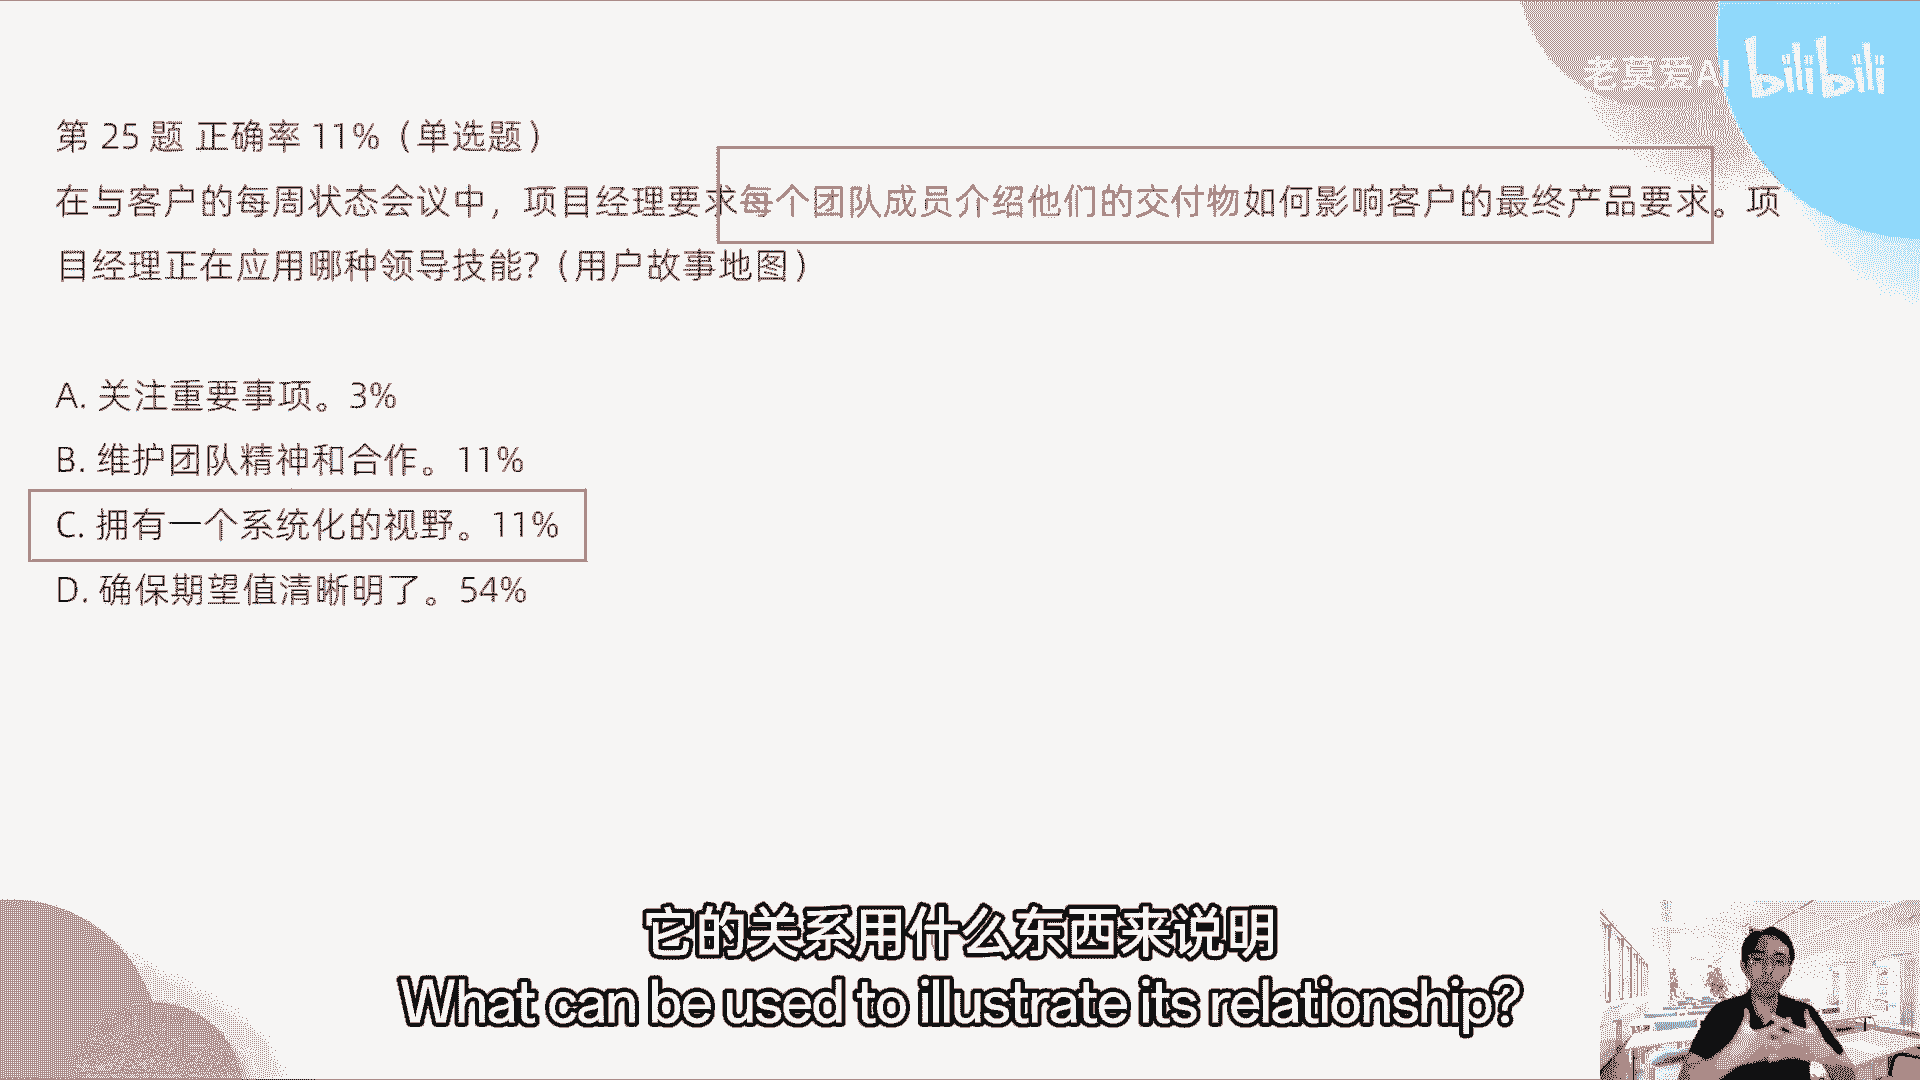 老莫爱AI bilibili
第 25 题 正确率 11%（单选题）
在与客户的每周状态会议中，项目经理要求每个团队成员介绍他们的交付物如何影响客户的最终产品要求。项
目经理正在应用哪种领导技能?（用户故事地图）
A. 关注重要事项。3%
B. 维护团队精神和合作。11%
C. 拥有一个系统化的视野。11%
D. 确保期望值清晰明了。54%
它的关系用什么东西来说明
What can be used to illustrate its relationship?